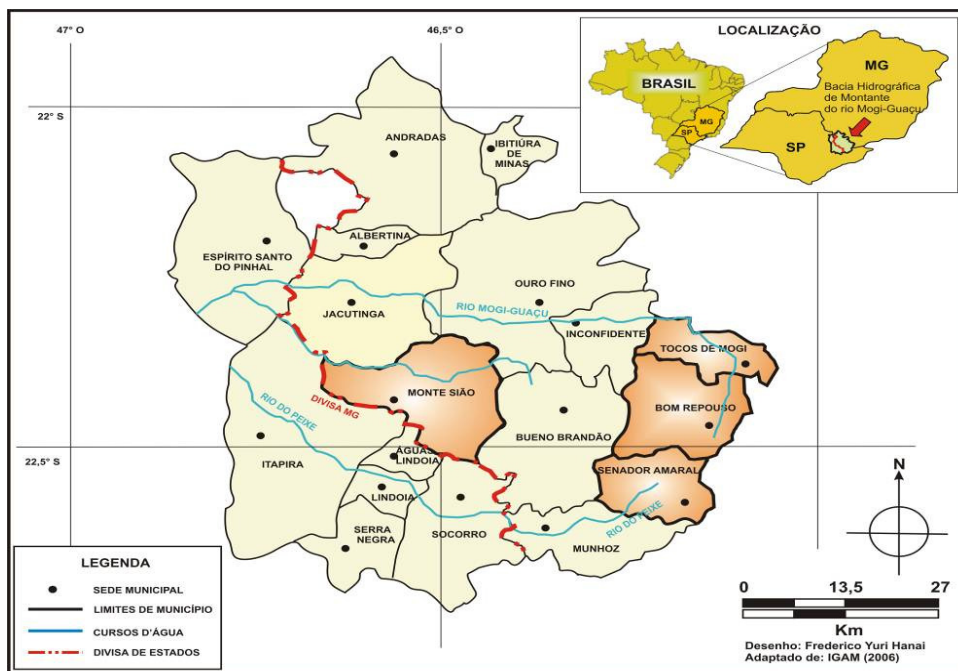 47° O
46,5° O
LOCALIZAÇÃO
BRASIL
MG
SP
MG
Bacia Hidrográfica
de Montante
do rio Mogi-Guaçu
SP
22° S
ANDRADAS
IBITIÚRA
DE
MINAS
ALBERTINA
ESPÍRITO SANTO
DO PINHAL
OURO FINO
JACUTINGA
RIO MOGI-GUAÇU
INCONFIDENTE
TOCOS DE MOGI
MONTE SIÃO
DIVISA MG
RIO DO PEIXE
BOM REPOUSO
BUENO BRANDÃO
22,5° S
ITAPIRA
ÁGUAS
LINDOIA
SENADOR AMARAL
LINDOIA
SERRA
NEGRA
SOCORRO
RIO DO PEIXE
MUNHOZ
N
LEGENDA
SEDE MUNICIPAL
LIMITES DE MUNICÍPIO
CURSOS D'ÁGUA
DIVISA DE ESTADOS
0 13,5 27
Km
Desenho: Frederico Yuri Hanai
Adaptado de: IGAM (2006)